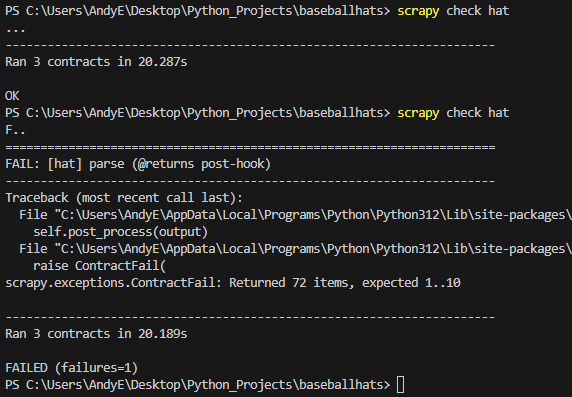 PS C:\Users\AndyE\Desktop\Python_Projects\baseballhats> scrapy check hat
...
----------------------------------------------------------------------
Ran 3 contracts in 20.287s
OK
PS C:\Users\AndyE\Desktop\Python_Projects\baseballhats> scrapy check hat
F..
======================================================================
FAIL: [hat] parse (@returns post-hook)
----------------------------------------------------------------------
Traceback (most recent call last):
  File "C:\Users\AndyE\AppData\Local\Programs\Python\Python312\Lib\site-packages\
    self.post_process(output)
  File "C:\Users\AndyE\AppData\Local\Programs\Python\Python312\Lib\site-packages\
    raise ContractFail(
scrapy.exceptions.ContractFail: Returned 72 items, expected 1..10
----------------------------------------------------------------------
Ran 3 contracts in 20.189s
FAILED (failures=1)
PS C:\Users\AndyE\Desktop\Python_Projects\baseballhats>